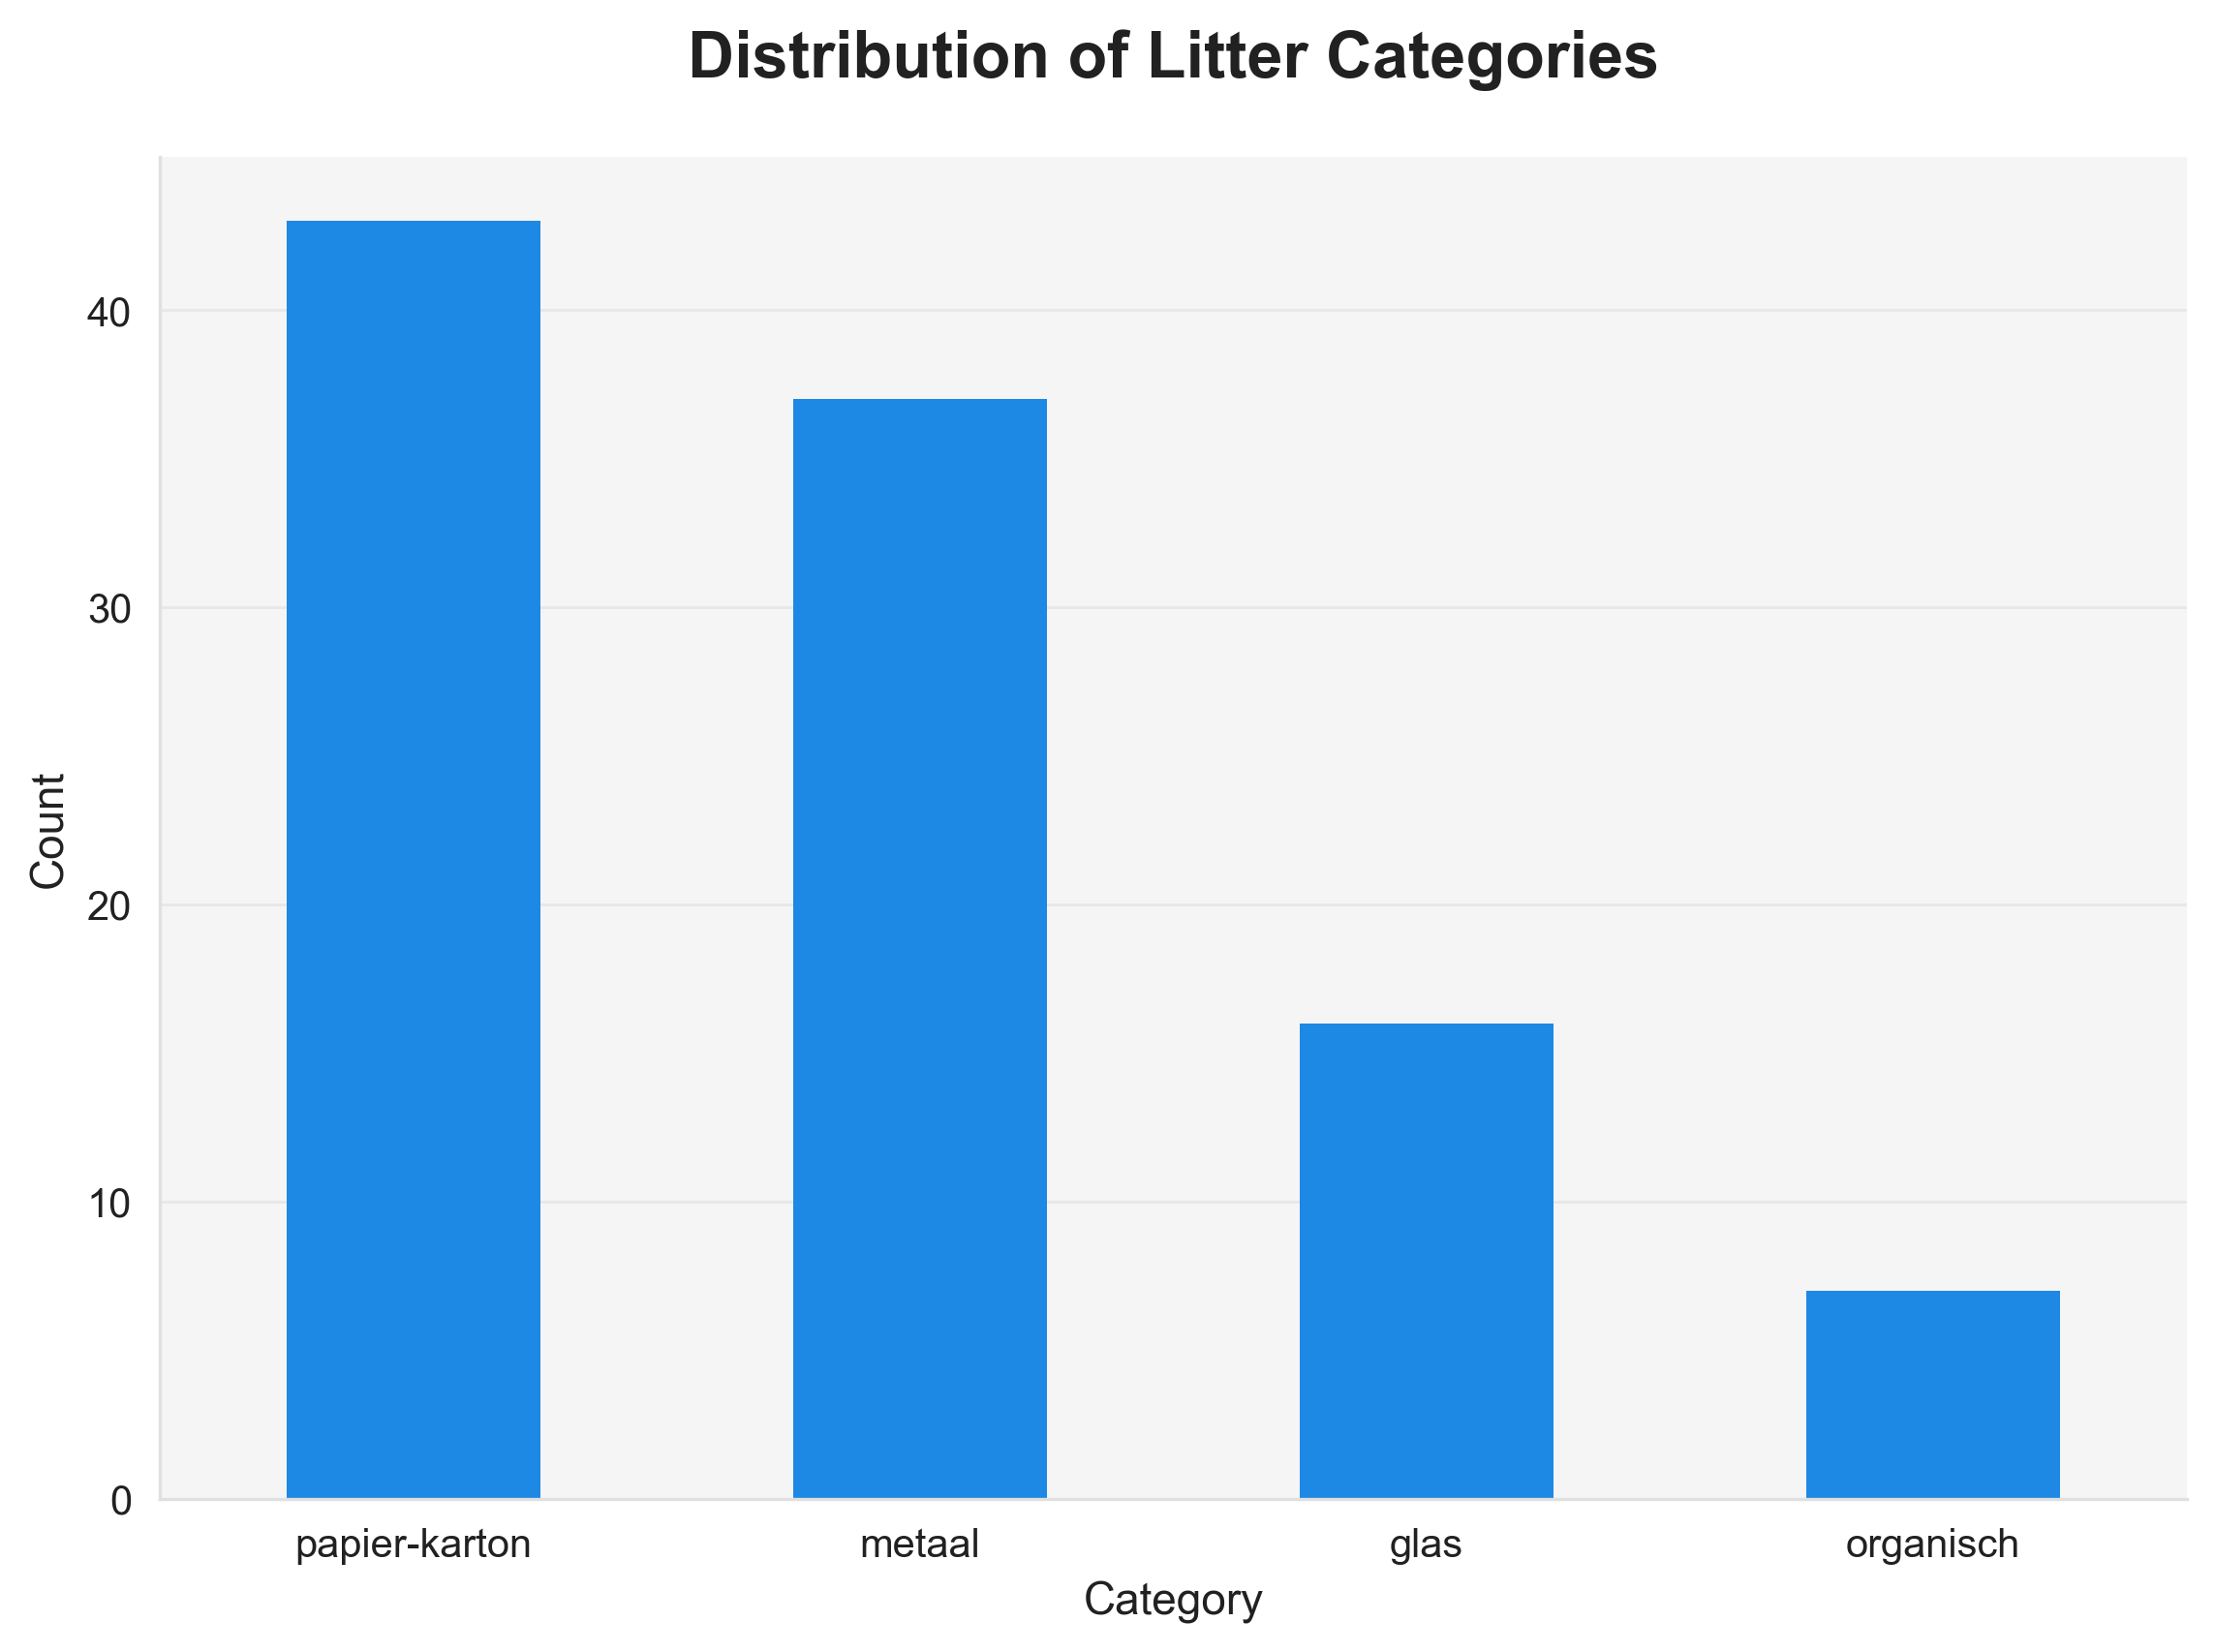 Distribution of Litter Categories
Count
40
30
20
10
0
papier-karton metaal glas organisch
Category